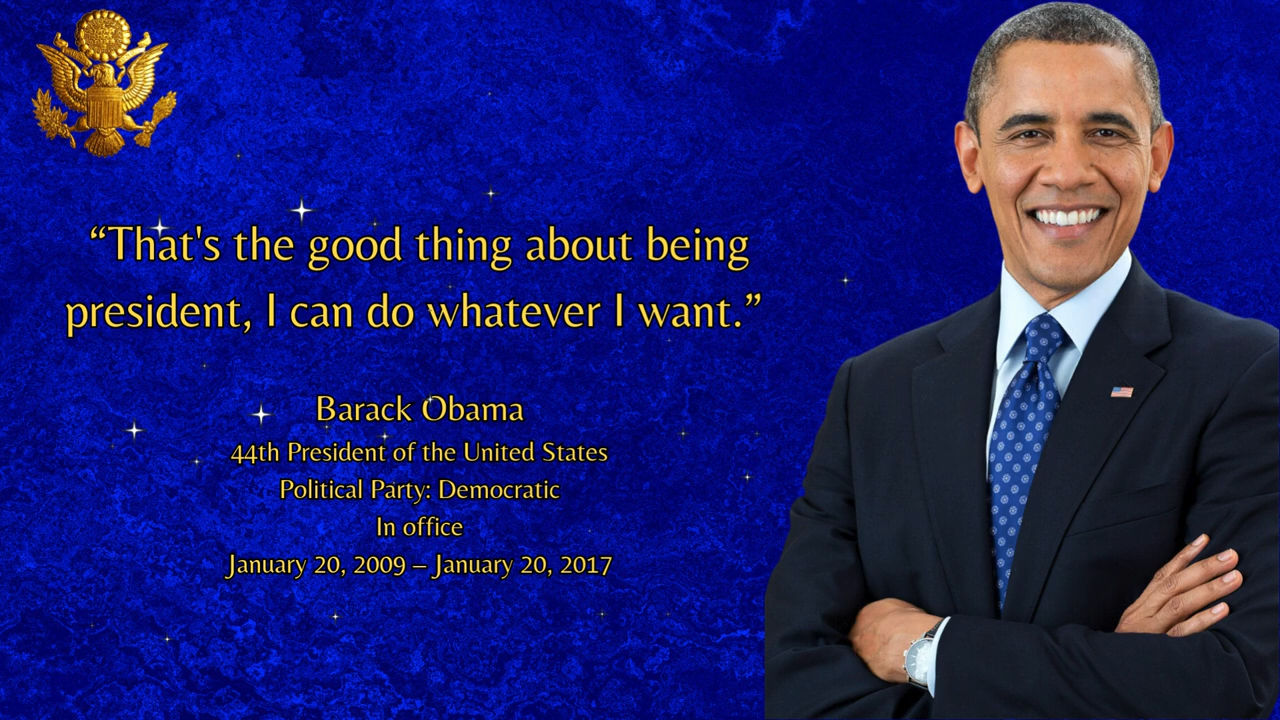 “That's the good thing about being
president, I can do whatever I want.”
Barack Obama
44th President of the United States
Political Party: Democratic
In office
January 20, 2009 – January 20, 2017